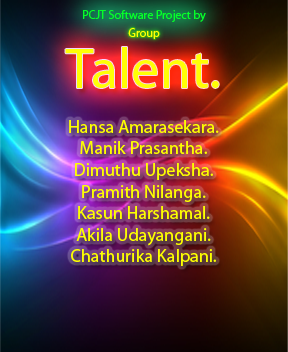 PCJT Software Project by
Group
Talent.
Hansa Amarasekara.
Manik Prasantha.
Dimuthu Upeksha.
Pramith Nilanga.
Kasun Harshamal.
Akila Udayangani.
Chathurika Kalpani.